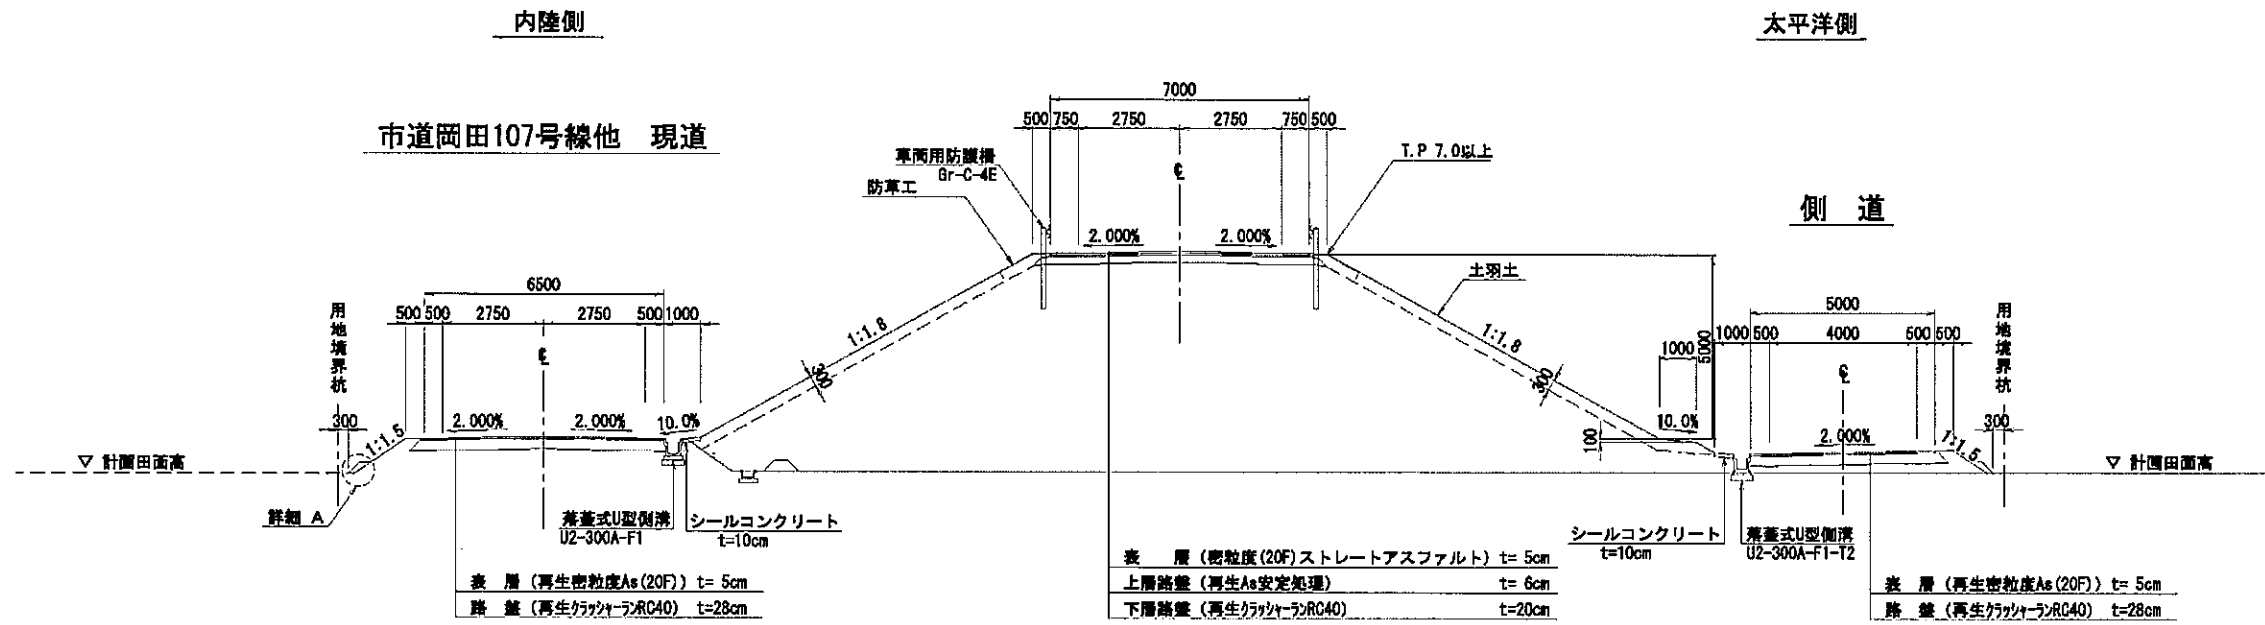 内陸側
太平洋側
市道岡田107号線他　現道
側　道
7000
500 750 2750 2750 750 500
車両用防護柵
Gr-C-4E
防草工
T.P 7.0以上
℄
2.000% 2.000%
土羽土
1:1.8
300
1:1.8
300
6500
500 500 2750 2750 500 1000
用地境界杭
℄
300
1:1.5
2.000% 2.000%
10.0%
▽ 計画田面高
詳細 A
落蓋式U型側溝
U2-300A-F1
シールコンクリート
t=10cm
表　層 (再生密粒度As(20F)) t= 5cm
路　盤 (再生クラッシャーランRC40) t=28cm
表　　層 (密粒度(20F)ストレートアスファルト) t= 5cm
上層路盤 (再生As安定処理) t= 6cm
下層路盤 (再生クラッシャーランRC40) t=20cm
5000
5000
1000 500 4000 500 500
1000
用地境界杭
℄
10.0%
100
2.000%
1:1.5
300
▽ 計画田面高
シールコンクリート
t=10cm
落蓋式U型側溝
U2-300A-F1-T2
表　層 (再生密粒度As(20F)) t= 5cm
路　盤 (再生クラッシャーランRC40) t=28cm